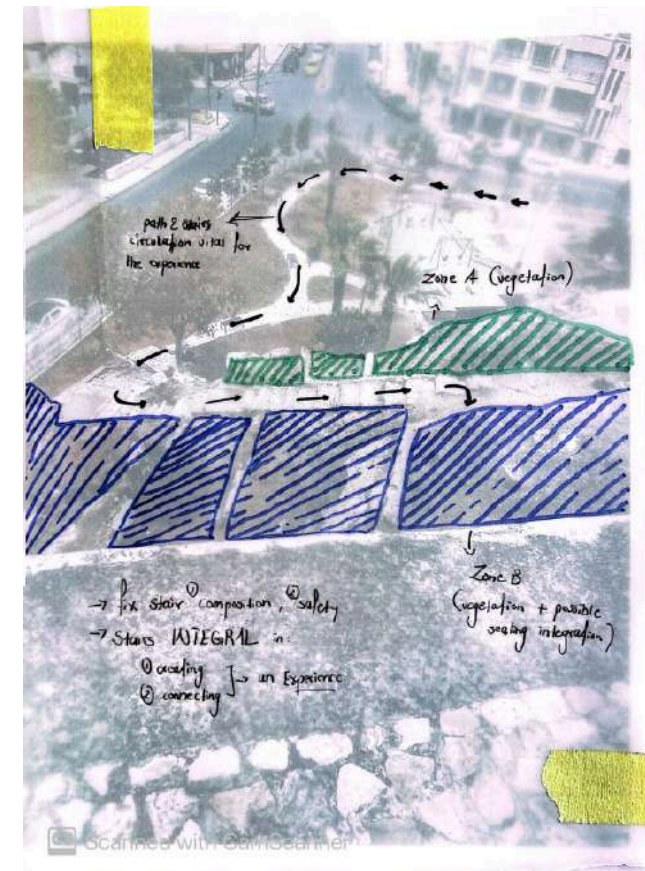 path & stairs
circulation vital for
the experience
Zone A (vegetation)
Zone B
(vegetation + possible
seating integration)
→ fix stair ① composition, ② safety
→ Stairs INTEGRAL in:
① creating
② connecting → an Experience
Scanned with CamScanner